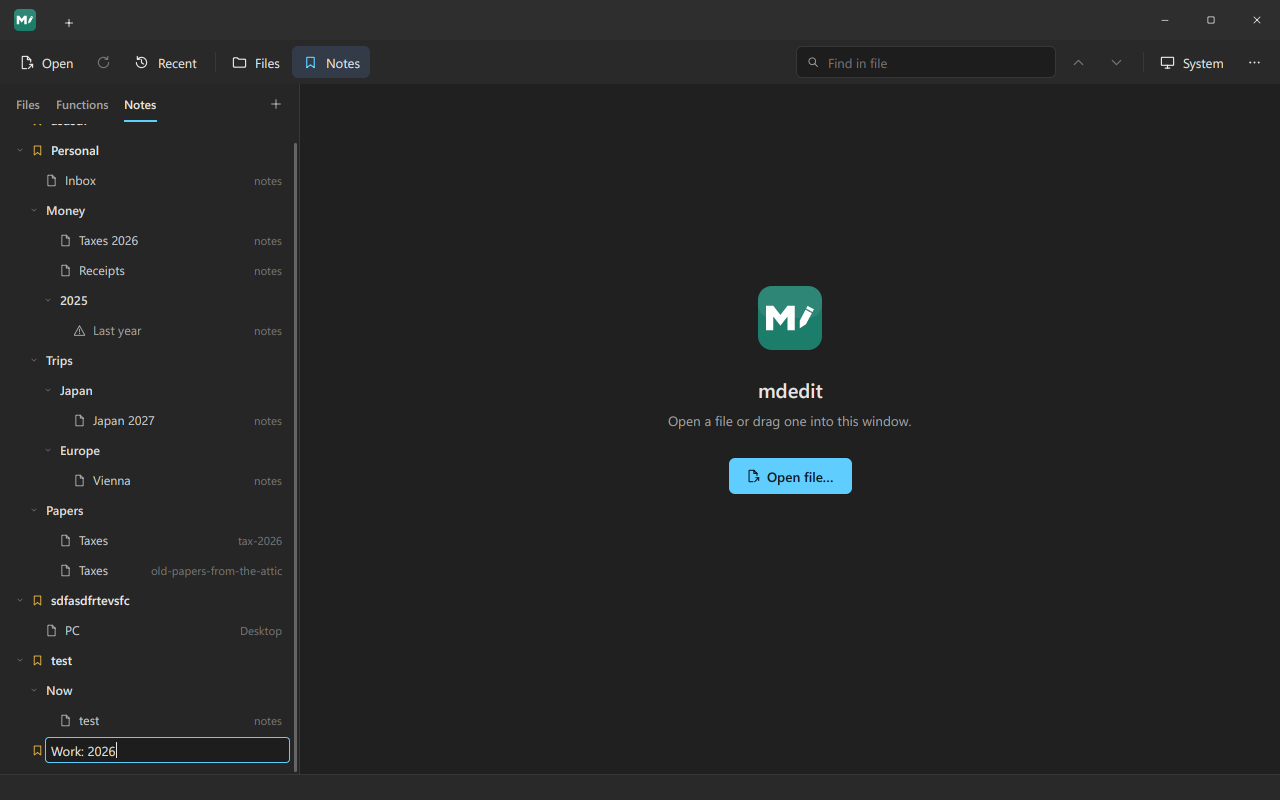 M
Open
Recent
Files
Notes
Find in file
System
Files Functions Notes
Personal
Inbox notes
Money
Taxes 2026 notes
Receipts notes
2025
Last year notes
Trips
Japan
Japan 2027 notes
Europe
Vienna notes
Papers
Taxes tax-2026
Taxes old-papers-from-the-attic
sdfasdfrtevsfc
PC Desktop
test
Now
test notes
Work: 2026
M
mdedit
Open a file or drag one into this window.
Open file...